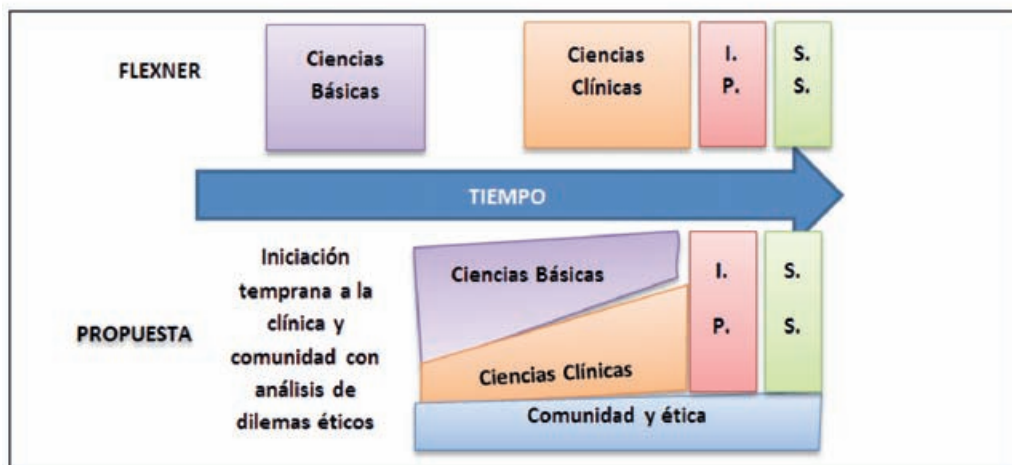 FLEXNER
Ciencias
Básicas
Ciencias
Clínicas
I.
P.
S.
S.
TIEMPO
PROPUESTA
Iniciación
temprana a la
clínica y
comunidad con
análisis de
dilemas éticos
Ciencias Básicas
Ciencias Clínicas
Comunidad y ética
I.
P.
S.
S.